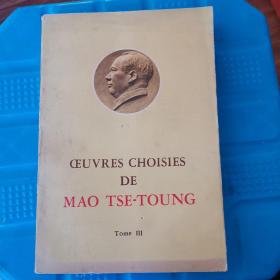 ŒUVRES CHOISIES
DE
MAO TSE-TOUNG
Tome III